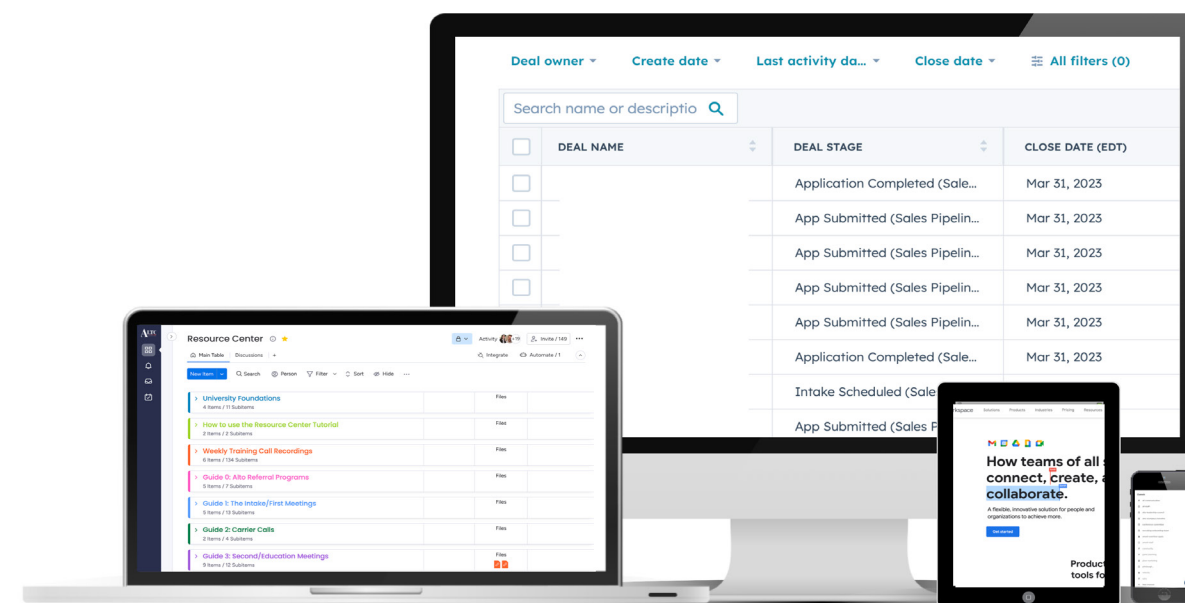 Deal owner
Create date
Last activity da...
Close date
All filters (0)
Search name or descriptio
DEAL NAME
DEAL STAGE
CLOSE DATE (EDT)
Application Completed (Sale...
Mar 31, 2023
App Submitted (Sales Pipelin...
Mar 31, 2023
App Submitted (Sales Pipelin...
Mar 31, 2023
App Submitted (Sales Pipelin...
Mar 31, 2023
App Submitted (Sales Pipelin...
Mar 31, 2023
Application Completed (Sale...
Mar 31, 2023
Intake Scheduled (Sale
App Submitted (Sales P
Resource Center
Activity
+19
Invite / 149
Main Table
Discussions
+
Integrate
Automate / 1
New Item
Search
Person
Filter
Sort
Hide
University Foundations
4 Items / 11 Subitems
Files
How to use the Resource Center Tutorial
2 Items / 2 Subitems
Files
Weekly Training Call Recordings
6 Items / 134 Subitems
Files
Guide 0: Alto Referral Programs
5 Items / 7 Subitems
Files
Guide 1: The Intake/First Meetings
5 Items / 13 Subitems
Files
Guide 2: Carrier Calls
2 Items / 4 Subitems
Files
Guide 3: Second/Education Meetings
9 Items / 12 Subitems
Files
rkspace
Solutions
Products
Industries
Pricing
Resources
How teams of all
connect, create, a
collaborate.
A flexible, innovative solution for people and
organizations to achieve more.
Get started
Product
tools fo